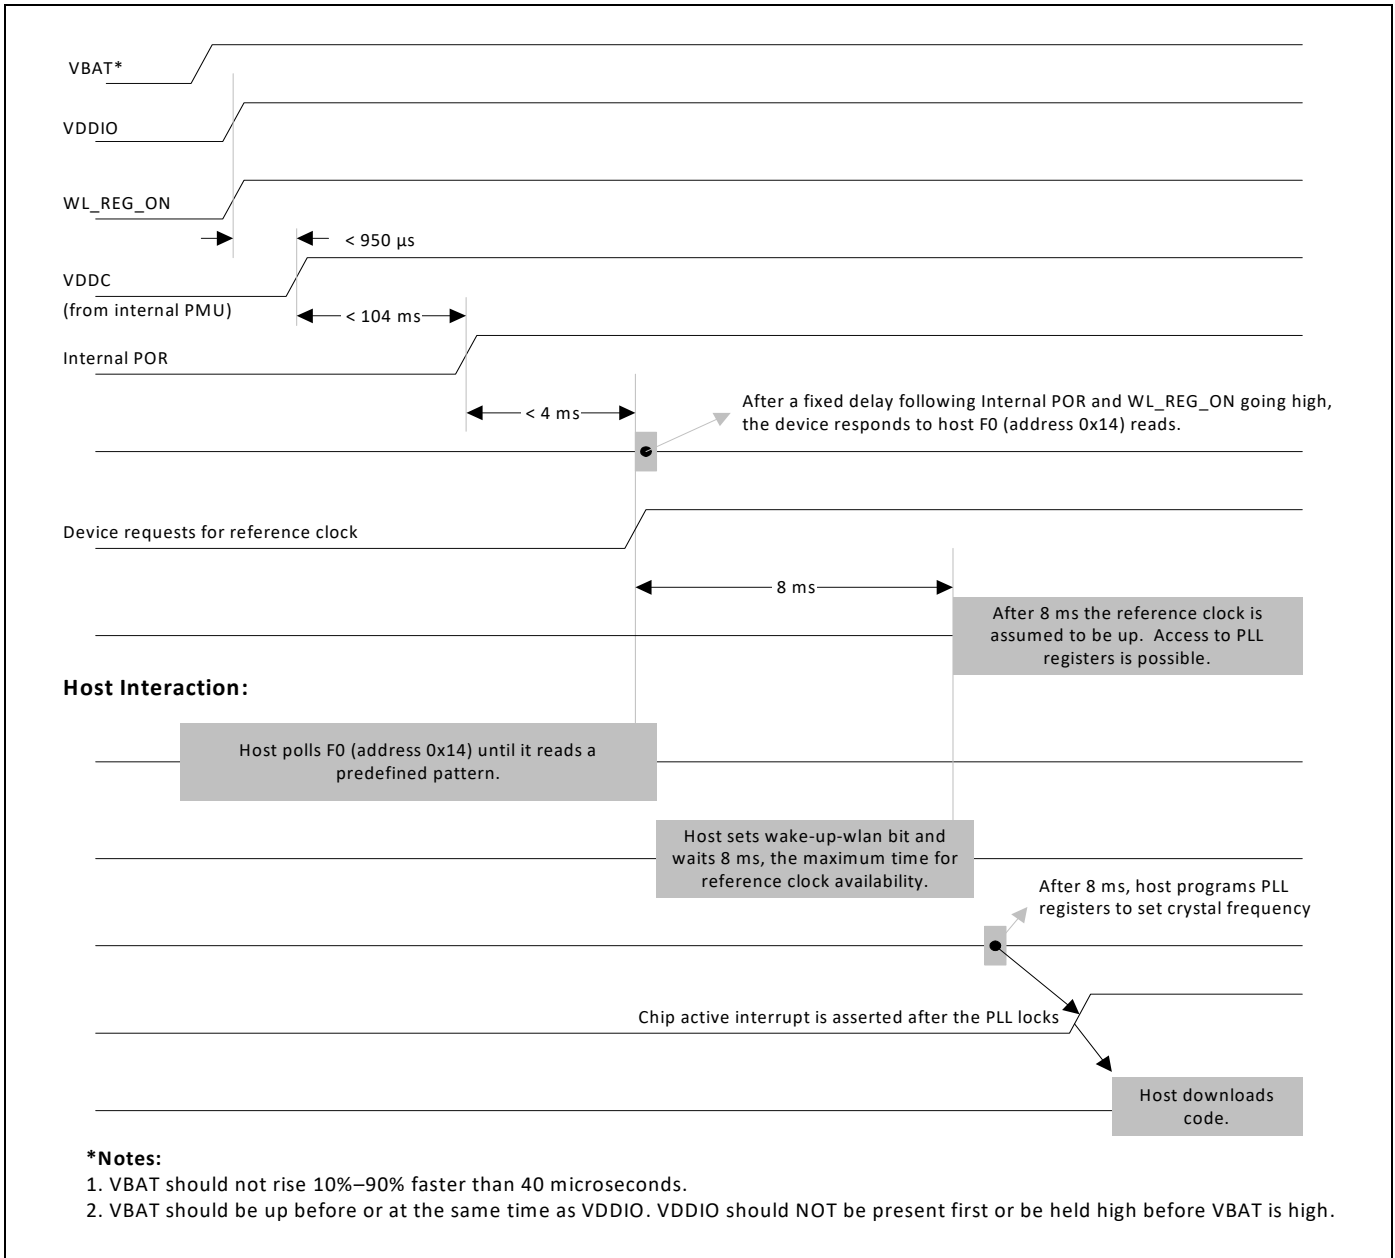 VBAT*
VDDIO
WL_REG_ON
< 950 µs
VDDC
(from internal PMU)
< 104 ms
Internal POR
< 4 ms
After a fixed delay following Internal POR and WL_REG_ON going high,
the device responds to host F0 (address 0x14) reads.
Device requests for reference clock
8 ms
After 8 ms the reference clock is
assumed to be up. Access to PLL
registers is possible.
Host Interaction:
Host polls F0 (address 0x14) until it reads a
predefined pattern.
Host sets wake-up-wlan bit and
waits 8 ms, the maximum time for
reference clock availability.
After 8 ms, host programs PLL
registers to set crystal frequency
Chip active interrupt is asserted after the PLL locks
Host downloads
code.
*Notes:
1. VBAT should not rise 10%–90% faster than 40 microseconds.
2. VBAT should be up before or at the same time as VDDIO. VDDIO should NOT be present first or be held high before VBAT is high.